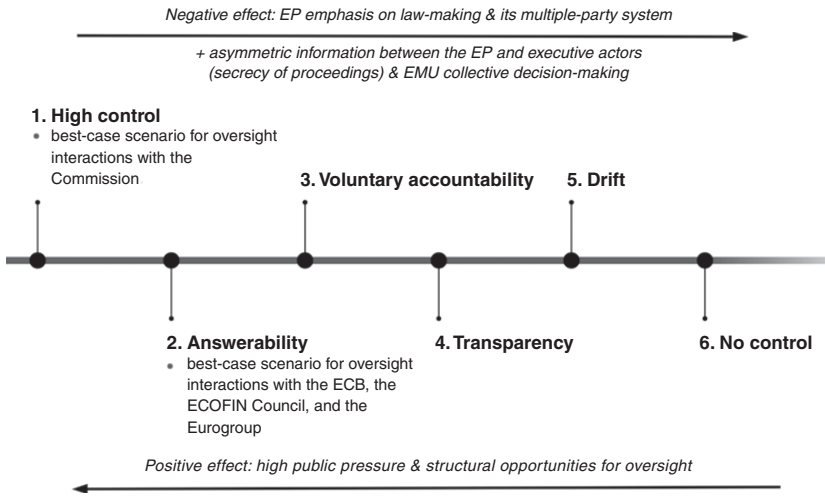 Negative effect: EP emphasis on law-making & its multiple-party system
+ asymmetric information between the EP and executive actors
(secrecy of proceedings) & EMU collective decision-making
1. High control
• best-case scenario for oversight
interactions with the
Commission
3. Voluntary accountability
5. Drift
2. Answerability
• best-case scenario for oversight
interactions with the ECB, the
ECOFIN Council, and the
Eurogroup
4. Transparency
6. No control
Positive effect: high public pressure & structural opportunities for oversight